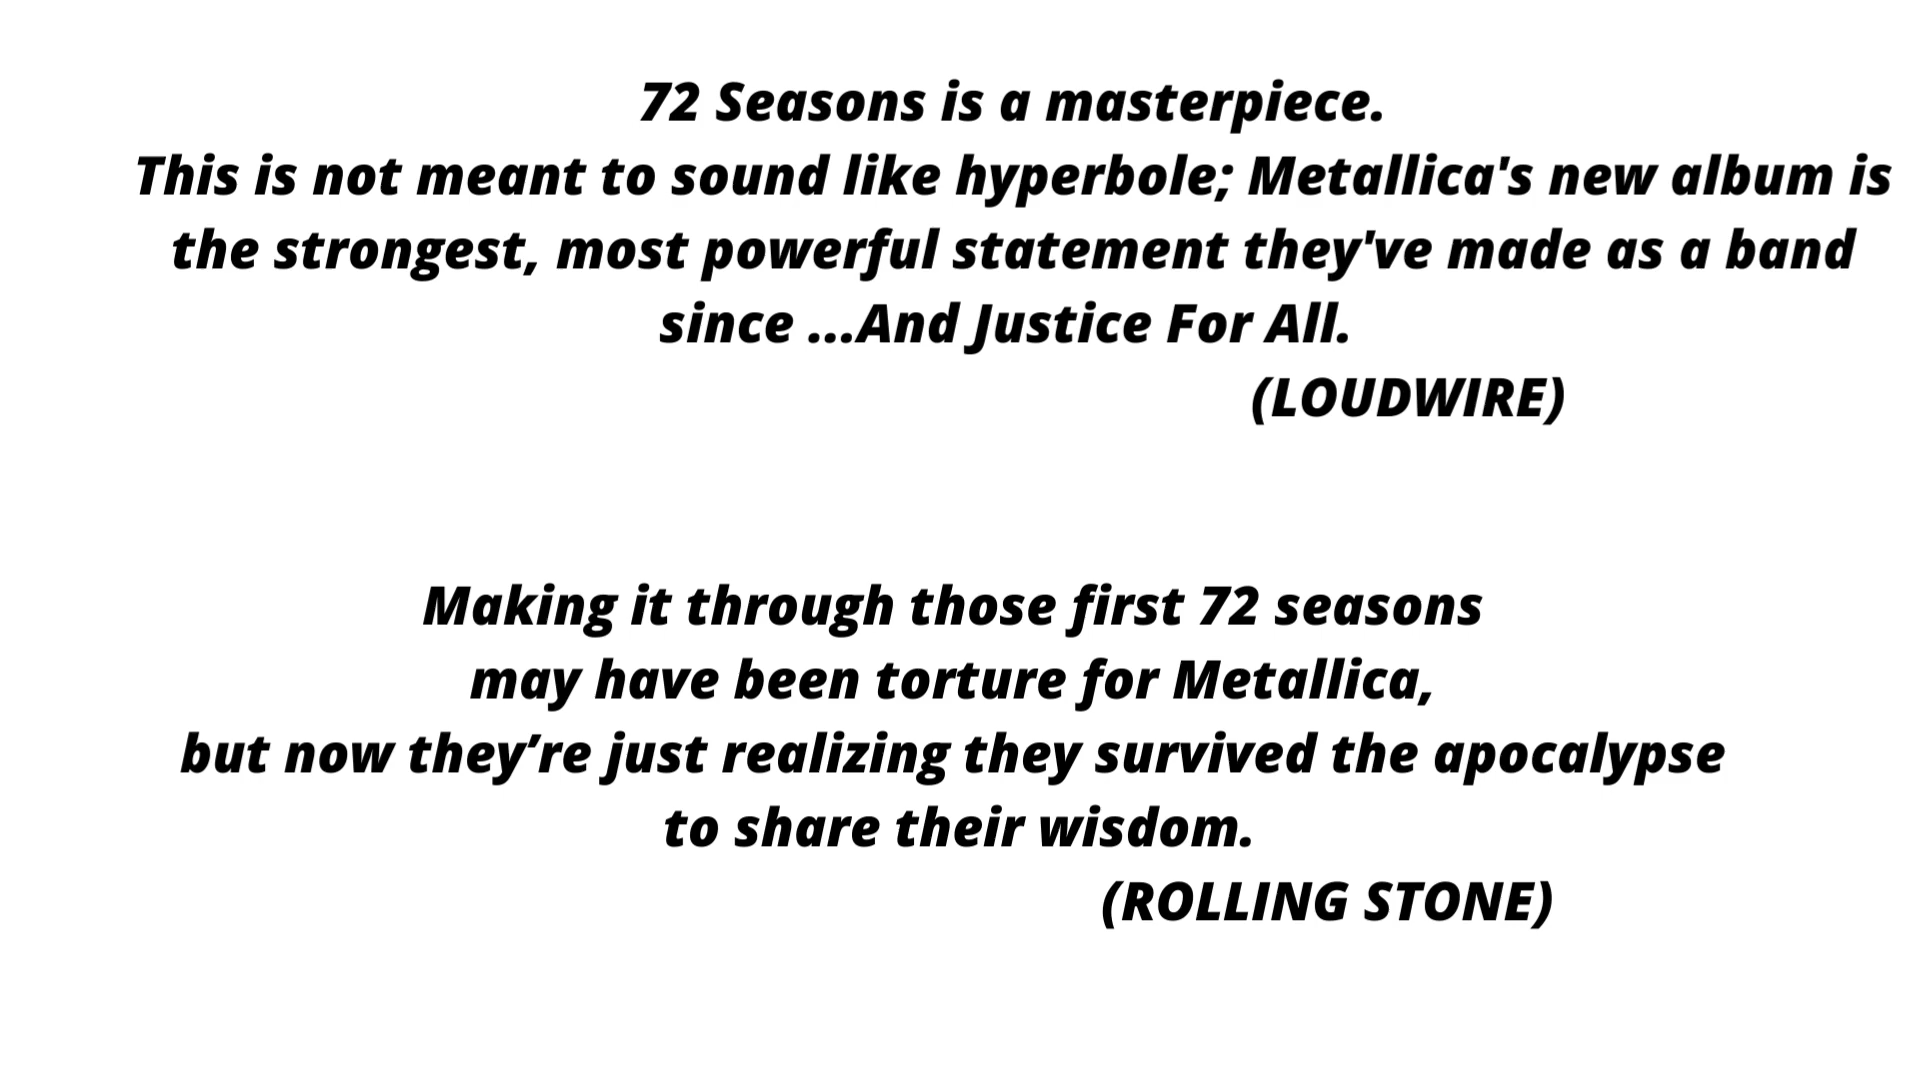 72 Seasons is a masterpiece.
This is not meant to sound like hyperbole; Metallica's new album is
the strongest, most powerful statement they've made as a band
since ...And Justice For All.
(LOUDWIRE)
Making it through those first 72 seasons
may have been torture for Metallica,
but now they’re just realizing they survived the apocalypse
to share their wisdom.
(ROLLING STONE)